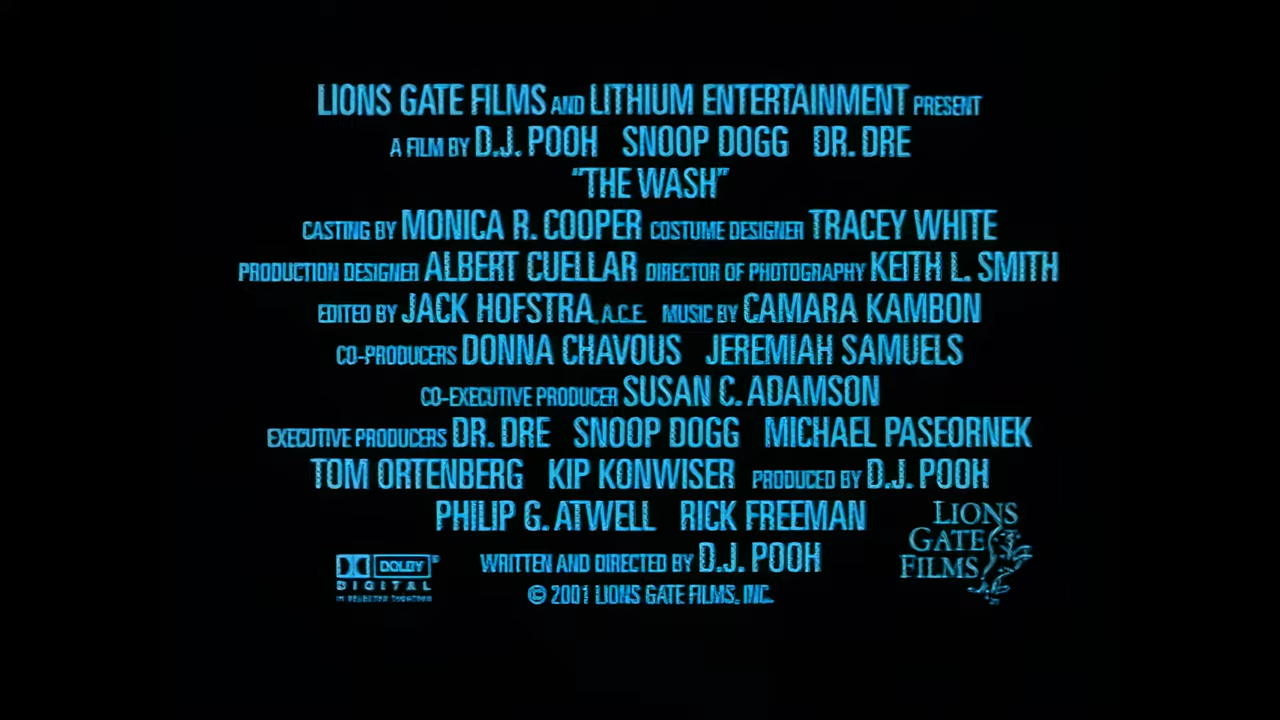 LIONS GATE FILMS AND LITHIUM ENTERTAINMENT PRESENT
A FILM BY D.J. POOH SNOOP DOGG DR. DRE
"THE WASH"
CASTING BY MONICA R. COOPER COSTUME DESIGNER TRACEY WHITE
PRODUCTION DESIGNER ALBERT CUELLAR DIRECTOR OF PHOTOGRAPHY KEITH L. SMITH
EDITED BY JACK HOFSTRA, A.C.E. MUSIC BY CAMARA KAMBON
CO-PRODUCERS DONNA CHAVOUS JEREMIAH SAMUELS
CO-EXECUTIVE PRODUCER SUSAN C. ADAMSON
EXECUTIVE PRODUCERS DR. DRE SNOOP DOGG MICHAEL PASEORNEK
TOM ORTENBERG KIP KONWISER PRODUCED BY D.J. POOH
PHILIP G. ATWELL RICK FREEMAN
WRITTEN AND DIRECTED BY D.J. POOH
© 2001 LIONS GATE FILMS, INC.
DOLBY
DIGITAL
IN SELECTED THEATRES
LIONS
GATE
FILMS